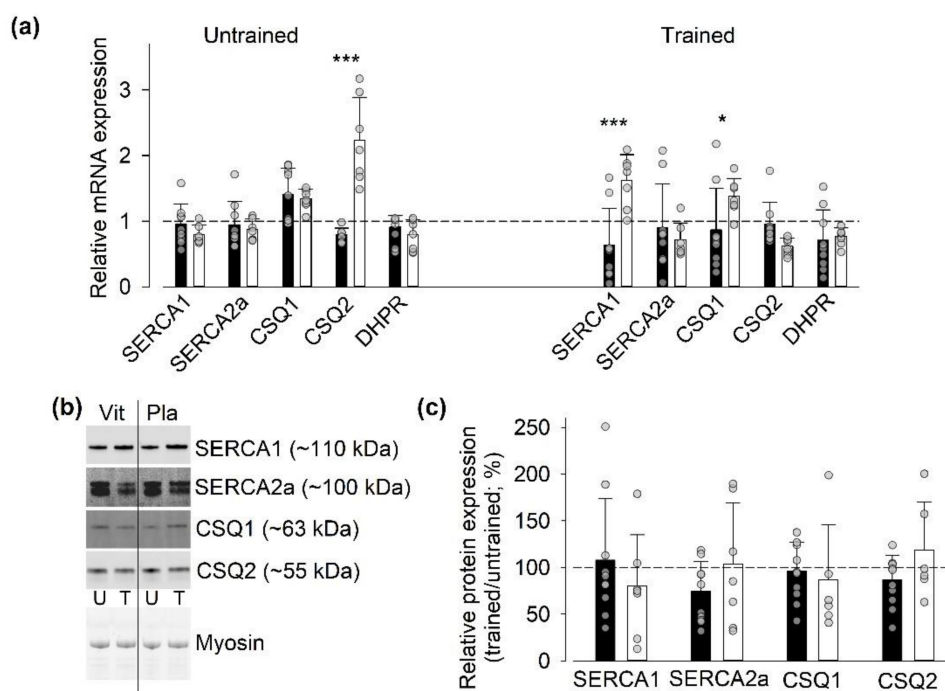 (a)
Untrained
Trained
Relative mRNA expression
3
2
1
0
***
***
*
SERCA1
SERCA2a
CSQ1
CSQ2
DHPR
SERCA1
SERCA2a
CSQ1
CSQ2
DHPR
(b)
Vit Pla
SERCA1 (~110 kDa)
SERCA2a (~100 kDa)
CSQ1 (~63 kDa)
CSQ2 (~55 kDa)
U T U T
Myosin
(c)
Relative protein expression
(trained/untrained; %)
250
200
150
100
50
0
SERCA1
SERCA2a
CSQ1
CSQ2